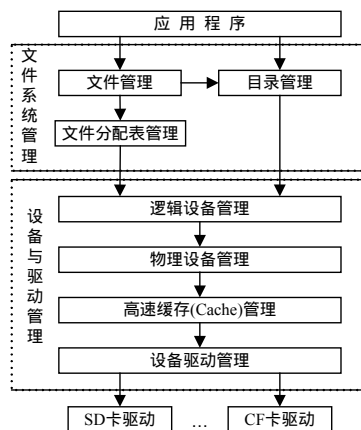 应 用 程 序
文件系统管理
文件管理
目录管理
文件分配表管理
设备与驱动管理
逻辑设备管理
物理设备管理
高速缓存(Cache)管理
设备驱动管理
SD卡驱动
…
CF卡驱动